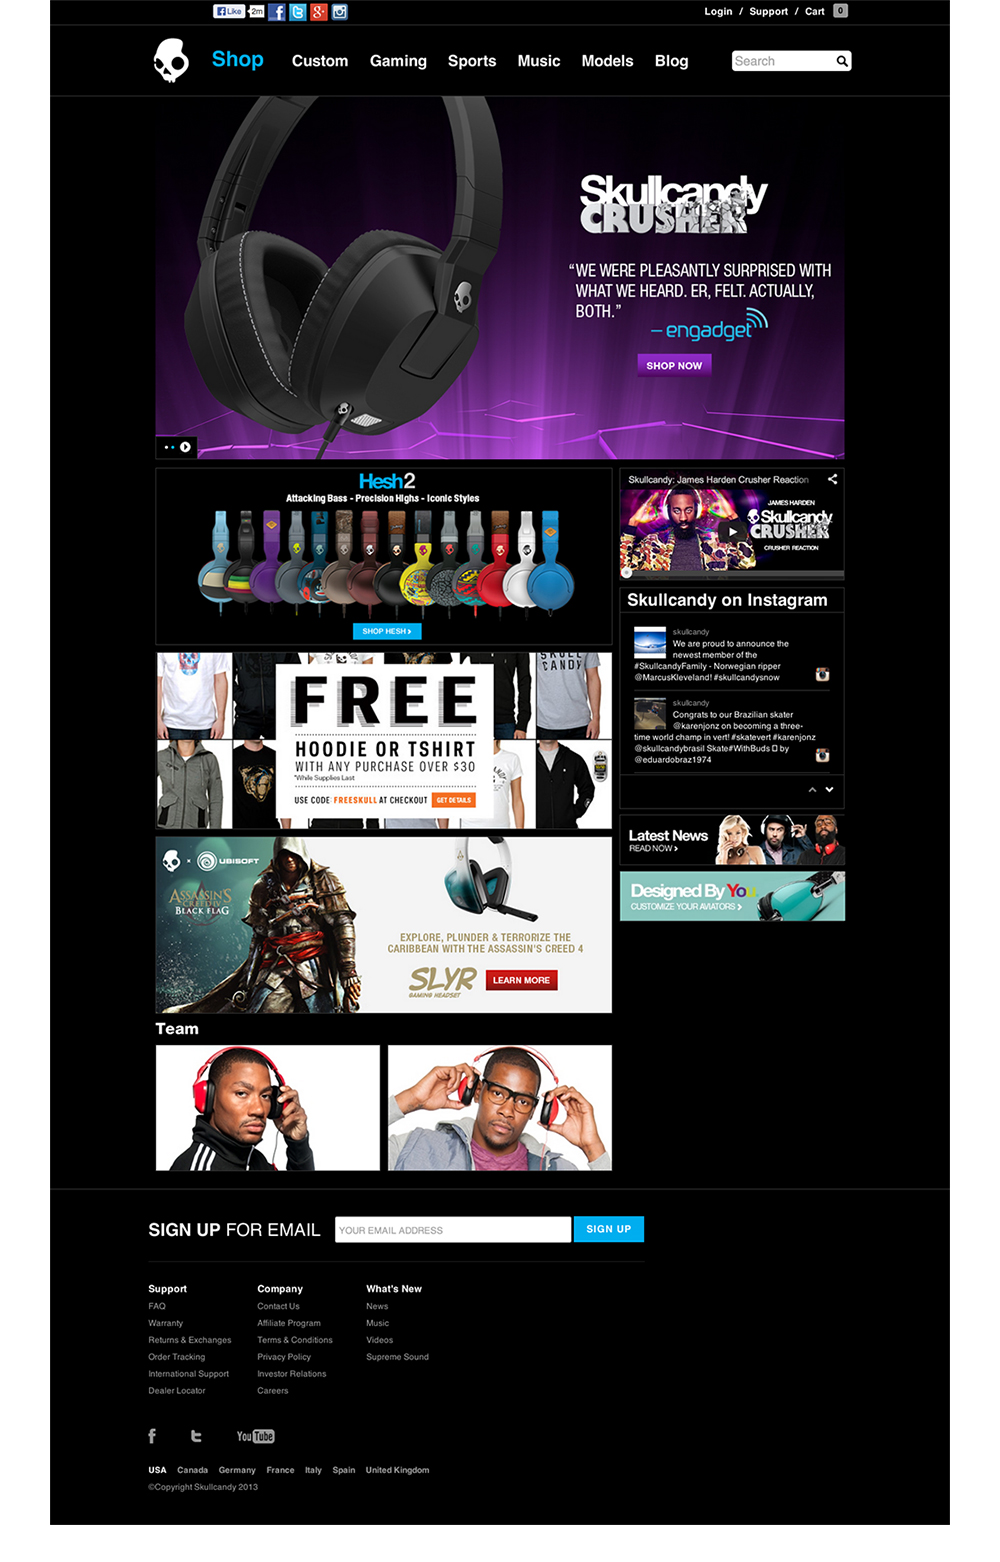 Like 2m
Login / Support / Cart 0
Shop Custom Gaming Sports Music Models Blog
Search
Skullcandy
CRUSHER
“WE WERE PLEASANTLY SURPRISED WITH
WHAT WE HEARD. ER, FELT. ACTUALLY,
BOTH.”
– engadget
SHOP NOW
Hesh2
Attacking Bass - Precision Highs - Iconic Styles
SHOP HESH
Skullcandy: James Harden Crusher Reaction
JAMES HARDEN
Skullcandy
CRUSHER
CRUSHER REACTION
Skullcandy on Instagram
skullcandy
We are proud to announce the
newest member of the
#SkullcandyFamily - Norwegian ripper
@MarcusKleveland! #skullcandysnow
skullcandy
Congrats to our Brazilian skater
@karenjonz on becoming a three-
time world champ in vert! #skatevert #karenjonz
@skullcandybrasil Skate#WithBuds by
@eduardobraz1974
SKULL
CANDY
FREE
HOODIE OR TSHIRT
WITH ANY PURCHASE OVER $30
*While Supplies Last
USE CODE FREESKULL AT CHECKOUT GET DETAILS
Latest News
READ NOW
Designed By You
CUSTOMIZE YOUR AVIATORS
x UBISOFT
ASSASSIN'S
CREED IV
BLACK FLAG
EXPLORE, PLUNDER & TERRORIZE THE
CARIBBEAN WITH THE ASSASSIN'S CREED 4
SLYR
GAMING HEADSET
LEARN MORE
Team
SIGN UP FOR EMAIL
YOUR EMAIL ADDRESS
SIGN UP
Support
FAQ
Warranty
Returns & Exchanges
Order Tracking
International Support
Dealer Locator
Company
Contact Us
Affiliate Program
Terms & Conditions
Privacy Policy
Investor Relations
Careers
What's New
News
Music
Videos
Supreme Sound
YouTube
USA Canada Germany France Italy Spain United Kingdom
©Copyright Skullcandy 2013